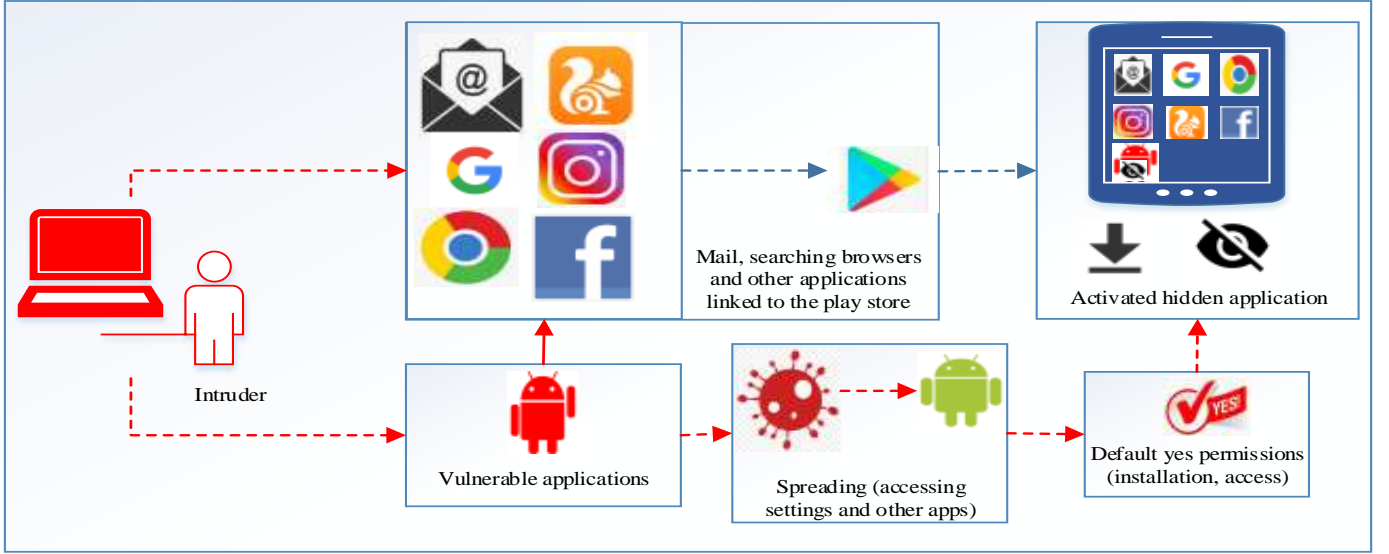 @
G
f
@
G
f
Mail, searching browsers
and other applications
linked to the play store
Activated hidden application
Intruder
Vulnerable applications
Spreading (accessing
settings and other apps)
YES!
Default yes permissions
(installation, access)